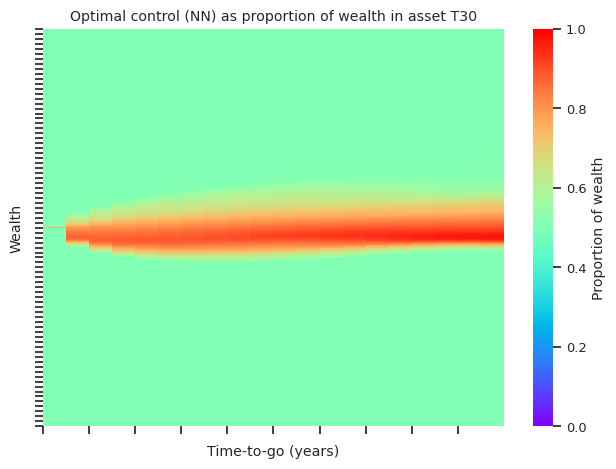 Optimal control (NN) as proportion of wealth in asset T30
Wealth
Time-to-go (years)
1.0
0.8
0.6
0.4
0.2
0.0
Proportion of wealth